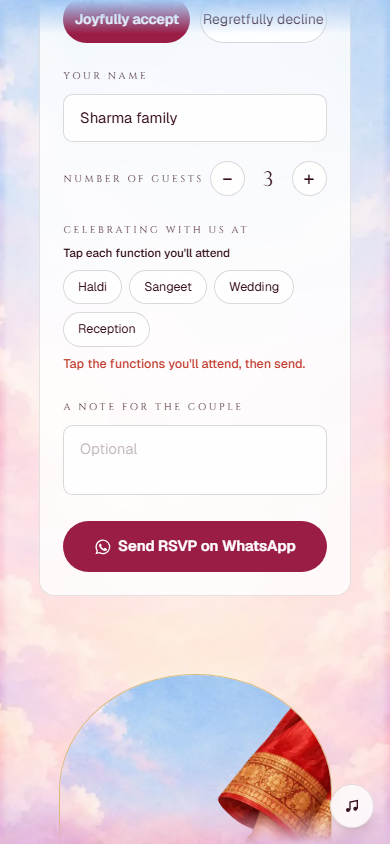 Joyfully accept
Regretfully decline
YOUR NAME
Sharma family
NUMBER OF GUESTS − 3 +
CELEBRATING WITH US AT
Tap each function you'll attend
Haldi
Sangeet
Wedding
Reception
Tap the functions you'll attend, then send.
A NOTE FOR THE COUPLE
Optional
Send RSVP on WhatsApp